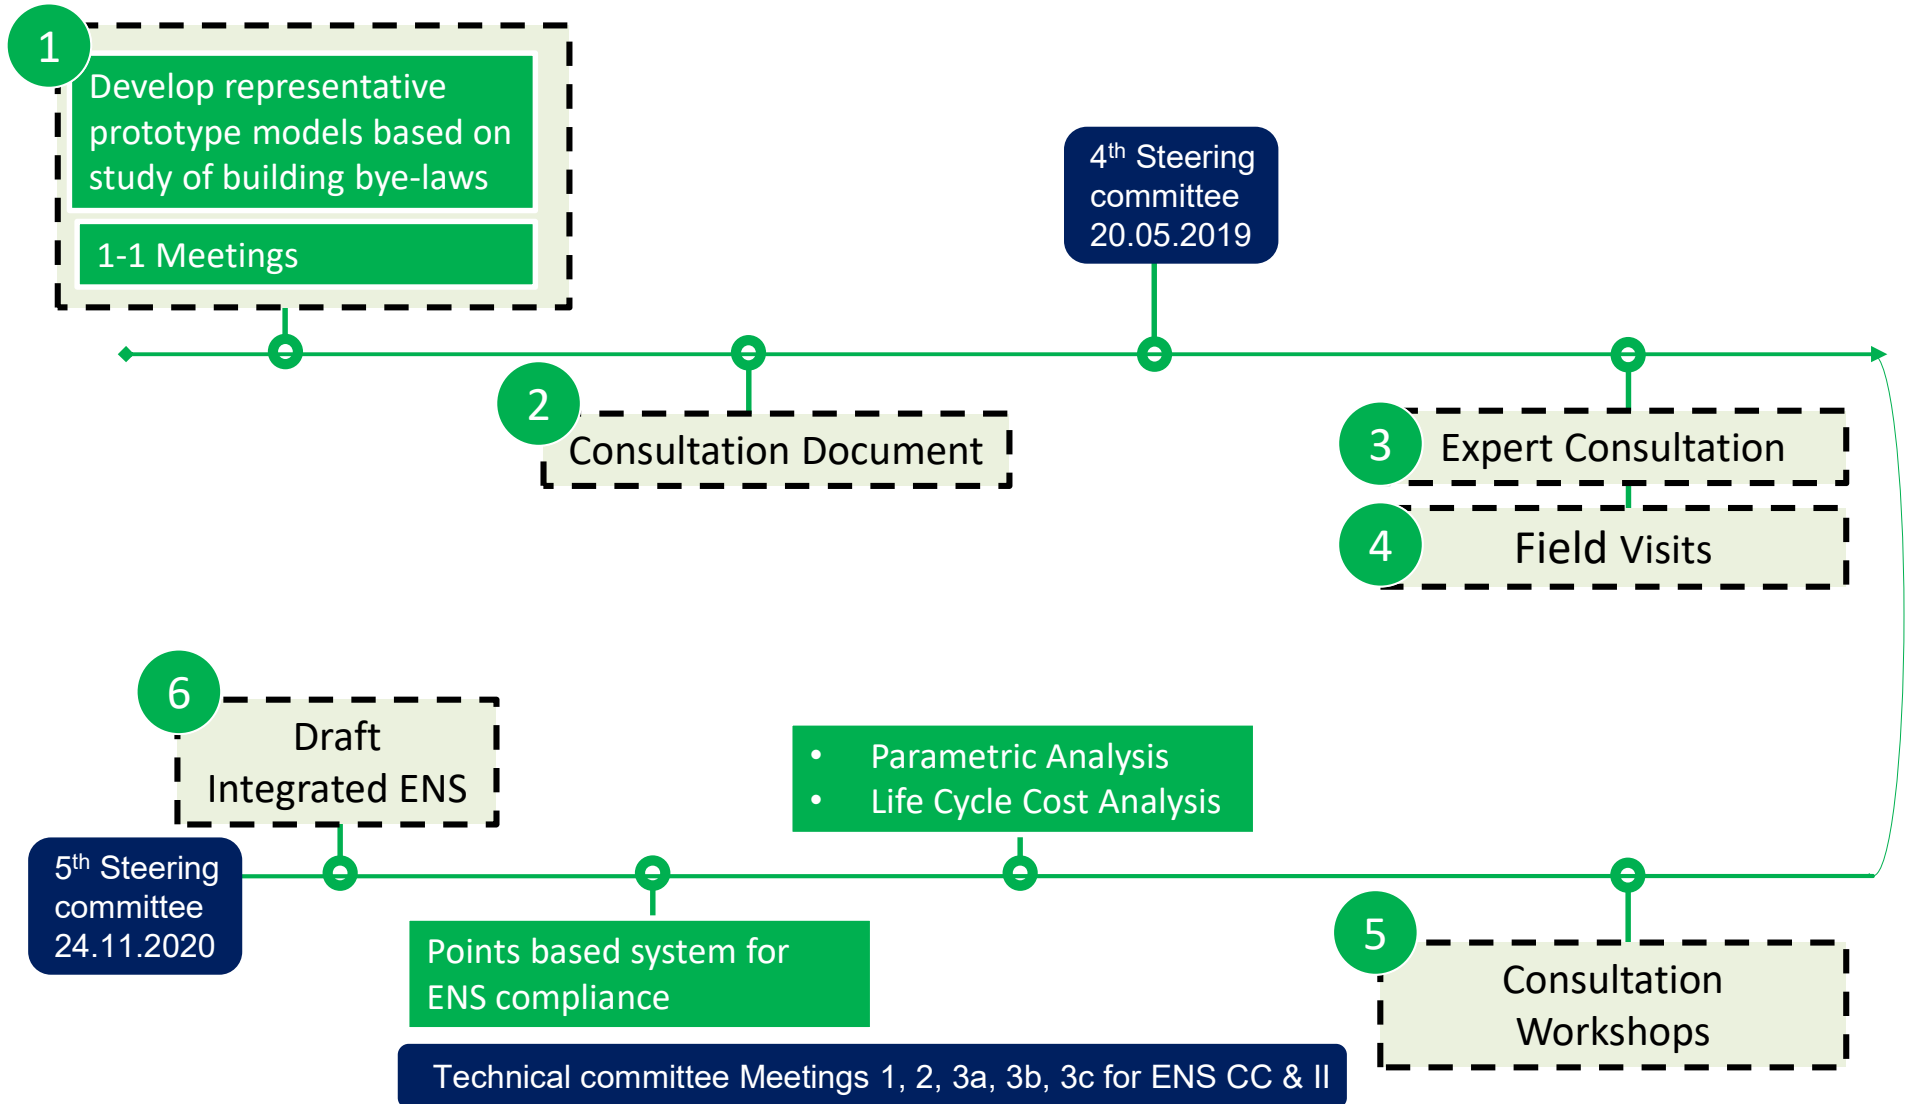 1
Develop representative
prototype models based on
study of building bye-laws
1-1 Meetings
4th Steering
committee
20.05.2019
2
Consultation Document
3
Expert Consultation
4
Field Visits
6
Draft
Integrated ENS
• Parametric Analysis
• Life Cycle Cost Analysis
5th Steering
committee
24.11.2020
Points based system for
ENS compliance
5
Consultation
Workshops
Technical committee Meetings 1, 2, 3a, 3b, 3c for ENS CC & II